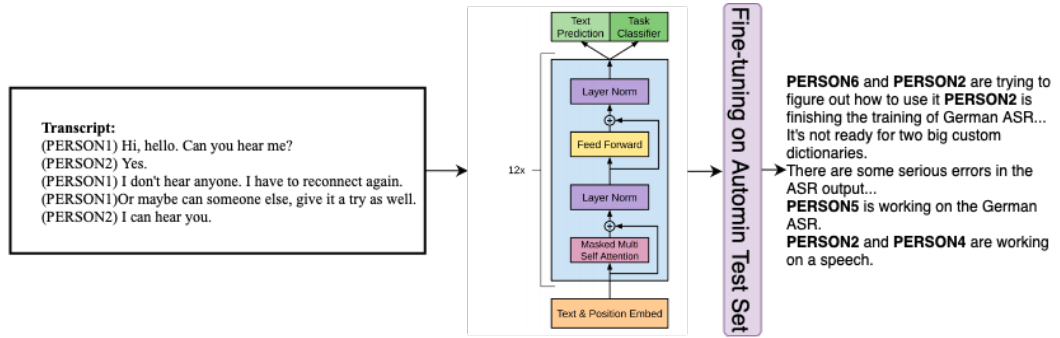 Transcript:
(PERSON1) Hi, hello. Can you hear me?
(PERSON2) Yes.
(PERSON1) I don't hear anyone. I have to reconnect again.
(PERSON1)Or maybe can someone else, give it a try as well.
(PERSON2) I can hear you.
Text
Prediction
Task
Classifier
Layer Norm
+
Feed Forward
12x
Layer Norm
+
Masked Multi
Self Attention
Text & Position Embed
Fine-tuning on Automin Test Set
PERSON6 and PERSON2 are trying to
figure out how to use it PERSON2 is
finishing the training of German ASR...
It's not ready for two big custom
dictionaries.
There are some serious errors in the
ASR output...
PERSON5 is working on the German
ASR.
PERSON2 and PERSON4 are working
on a speech.